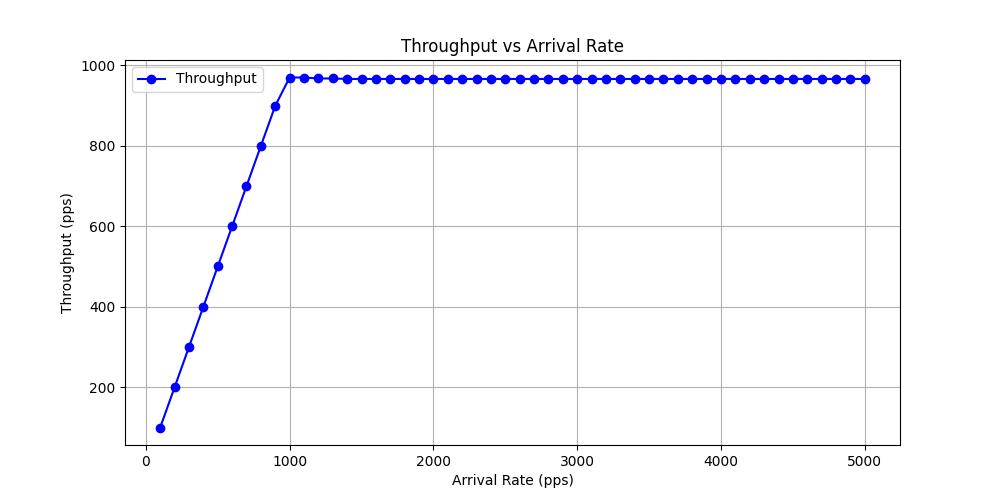 Throughput vs Arrival Rate
Throughput
1000
800
600
400
200
Throughput (pps)
0 1000 2000 3000 4000 5000
Arrival Rate (pps)